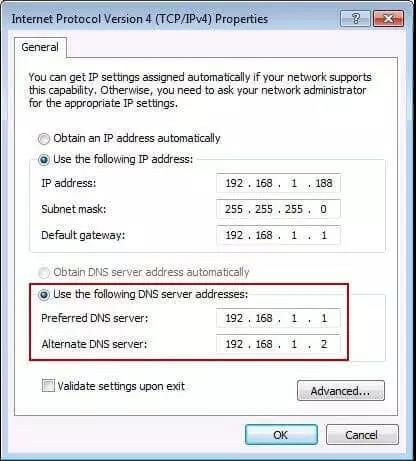 Internet Protocol Version 4 (TCP/IPv4) Properties
General
You can get IP settings assigned automatically if your network supports
this capability. Otherwise, you need to ask your network administrator
for the appropriate IP settings.
Obtain an IP address automatically
Use the following IP address:
IP address: 192 . 168 . 1 . 188
Subnet mask: 255 . 255 . 255 . 0
Default gateway: 192 . 168 . 1 . 1
Obtain DNS server address automatically
Use the following DNS server addresses:
Preferred DNS server: 192 . 168 . 1 . 1
Alternate DNS server: 192 . 168 . 1 . 2
Validate settings upon exit
Advanced...
OK Cancel